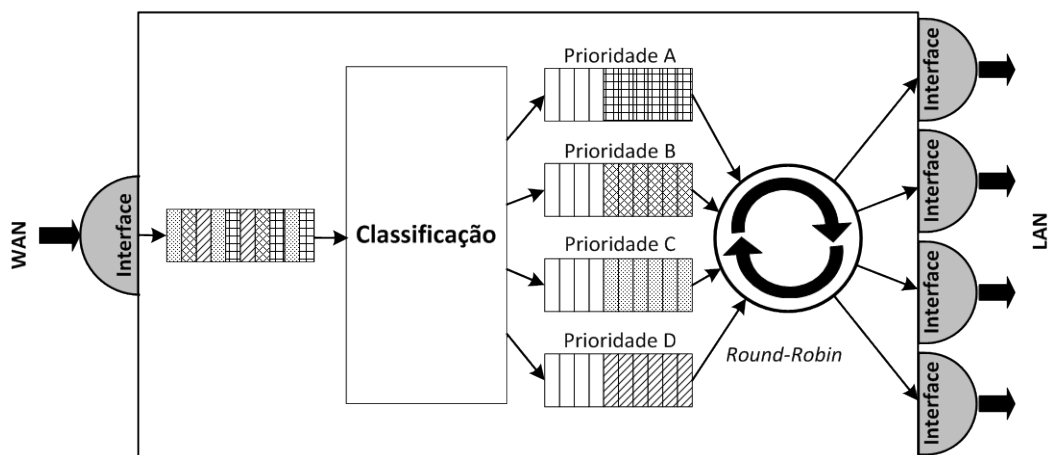 WAN
Interface
Classificação
Prioridade A
Prioridade B
Prioridade C
Prioridade D
Round-Robin
Interface
Interface
Interface
Interface
LAN